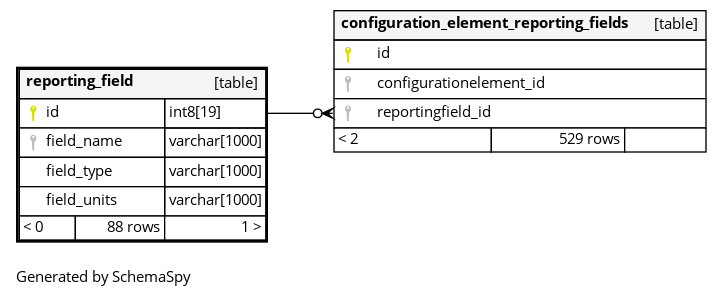 configuration_element_reporting_fields [table]
id
configurationelement_id
reportingfield_id
< 2 529 rows
reporting_field [table]
id int8[19]
field_name varchar[1000]
field_type varchar[1000]
field_units varchar[1000]
< 0 88 rows 1 >
Generated by SchemaSpy